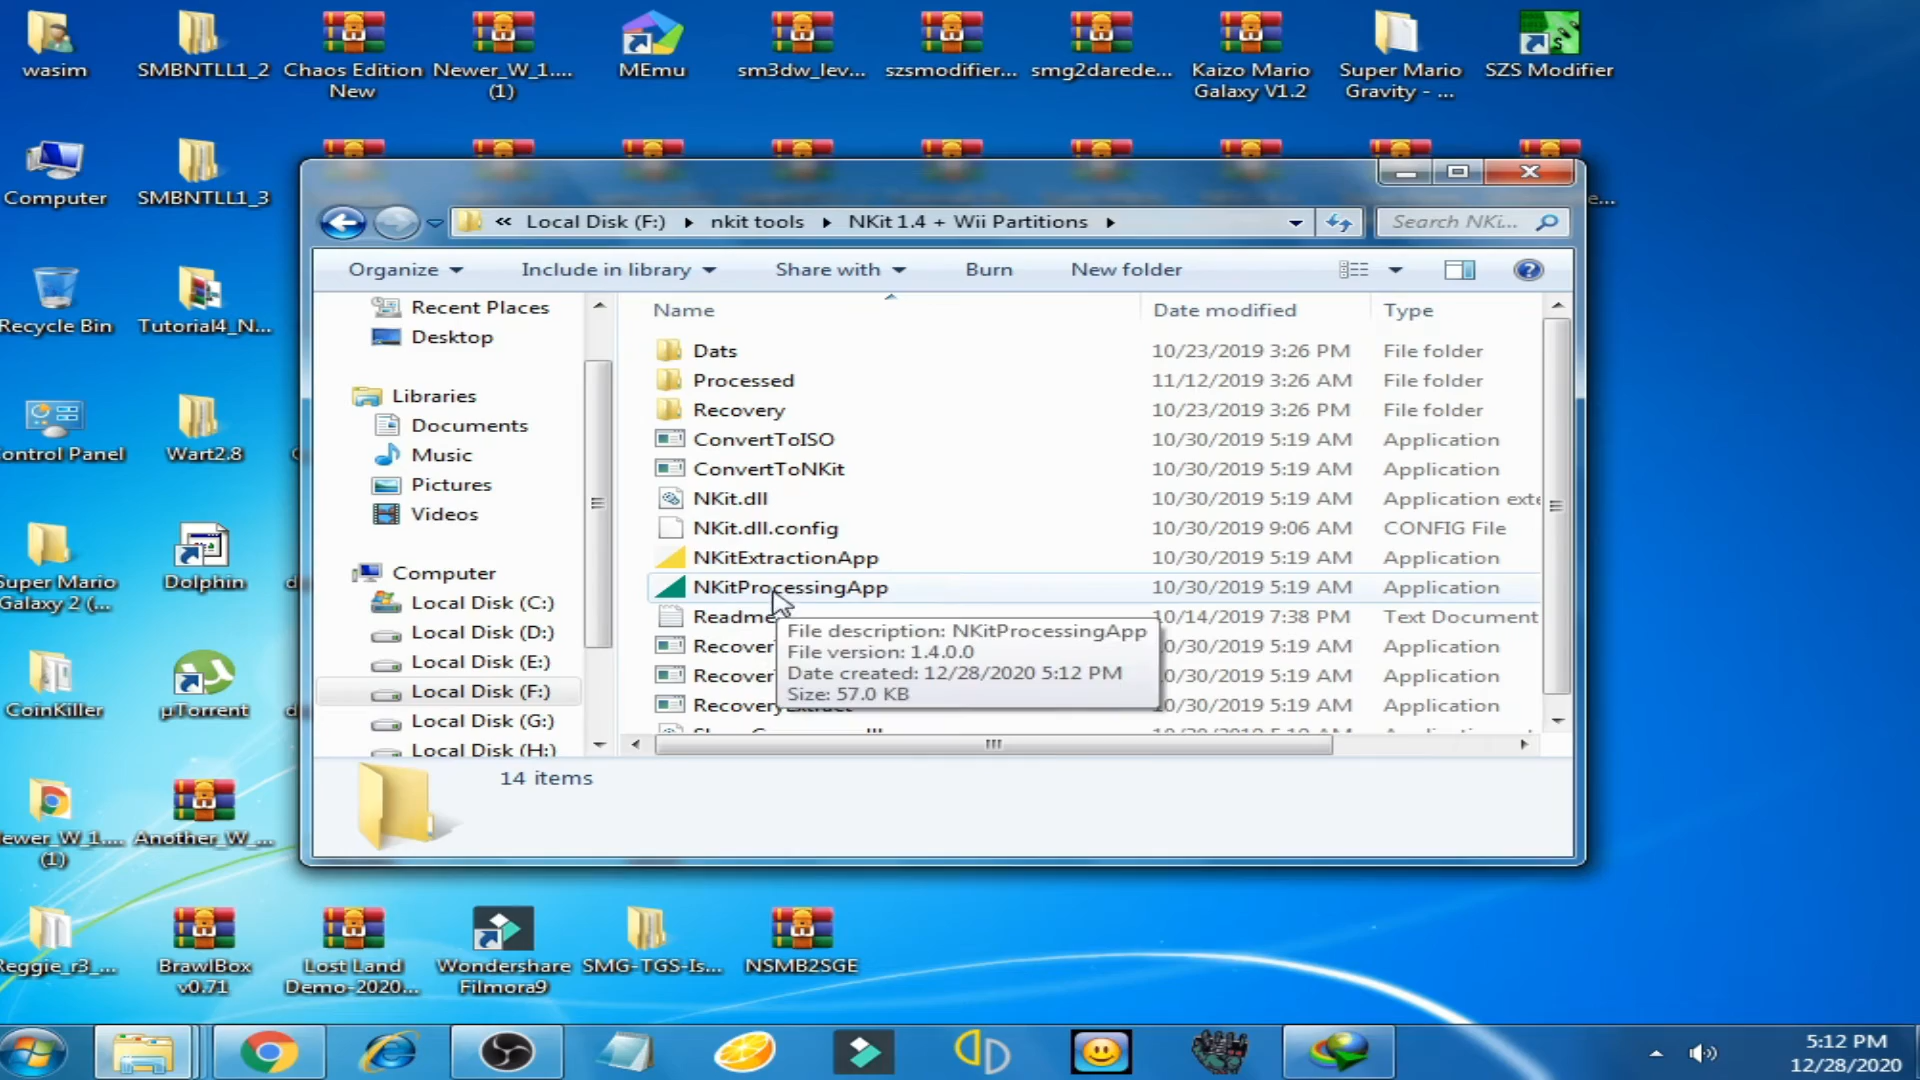 wasim
SMBNTLL1_2
Chaos Edition New
Newer_W_1.... (1)
MEmu
sm3dw_lev...
szsmodifier...
smg2darede...
Kaizo Mario Galaxy V1.2
Super Mario Gravity - ...
SZS Modifier
Computer
SMBNTLL1_3
e...
Recycle Bin
Tutorial4_N...
ontrol Panel
Wart2.8
Super Mario Galaxy 2 (...
Dolphin
CoinKiller
µTorrent
ewer_W_1.... (1)
Another_W_...
Reggie_r3_...
BrawlBox v0.71
Lost Land Demo-2020...
Wondershare Filmora9
SMG-TGS-Is...
NSMB2SGE
« Local Disk (F:) ▸ nkit tools ▸ NKit 1.4 + Wii Partitions ▸
Search NKi...
Organize
Include in library
Share with
Burn
New folder
Recent Places
Desktop
Libraries
Documents
Music
Pictures
Videos
Computer
Local Disk (C:)
Local Disk (D:)
Local Disk (E:)
Local Disk (F:)
Local Disk (G:)
Local Disk (H:)
Name Date modified Type
Dats 10/23/2019 3:26 PM File folder
Processed 11/12/2019 3:26 AM File folder
Recovery 10/23/2019 3:26 PM File folder
ConvertToISO 10/30/2019 5:19 AM Application
ConvertToNKit 10/30/2019 5:19 AM Application
NKit.dll 10/30/2019 5:19 AM Application exte
NKit.dll.config 10/30/2019 9:06 AM CONFIG File
NKitExtractionApp 10/30/2019 5:19 AM Application
NKitProcessingApp 10/30/2019 5:19 AM Application
Readme 10/14/2019 7:38 PM Text Document
Recover 10/30/2019 5:19 AM Application
Recover 10/30/2019 5:19 AM Application
RecoveryExtract 10/30/2019 5:19 AM Application
File description: NKitProcessingApp
File version: 1.4.0.0
Date created: 12/28/2020 5:12 PM
Size: 57.0 KB
14 items
5:12 PM
12/28/2020